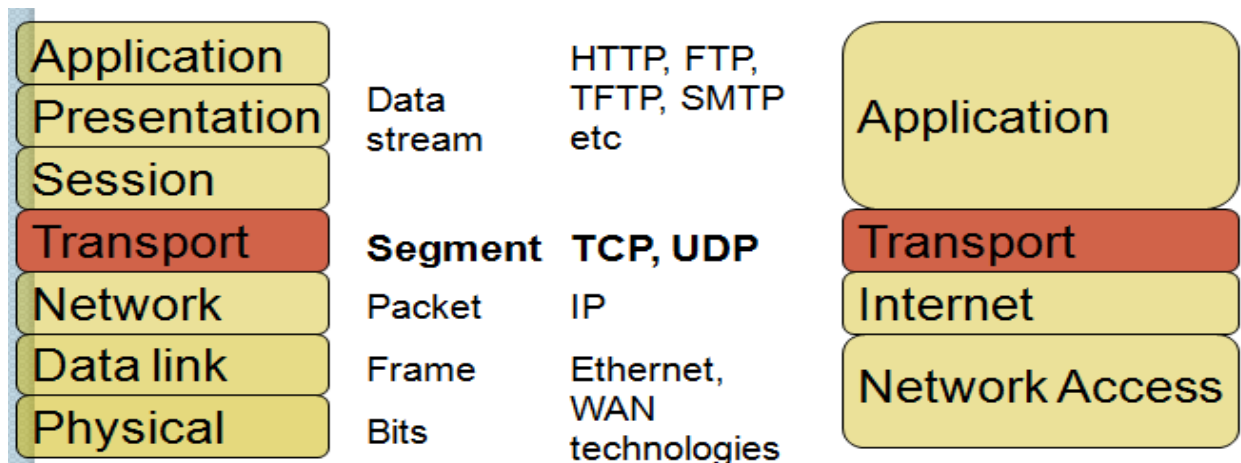 Application
Presentation
Session
Transport
Network
Data link
Physical
Data
stream
Segment
Packet
Frame
Bits
HTTP, FTP,
TFTP, SMTP
etc
TCP, UDP
IP
Ethernet,
WAN
technologies
Application
Transport
Internet
Network Access